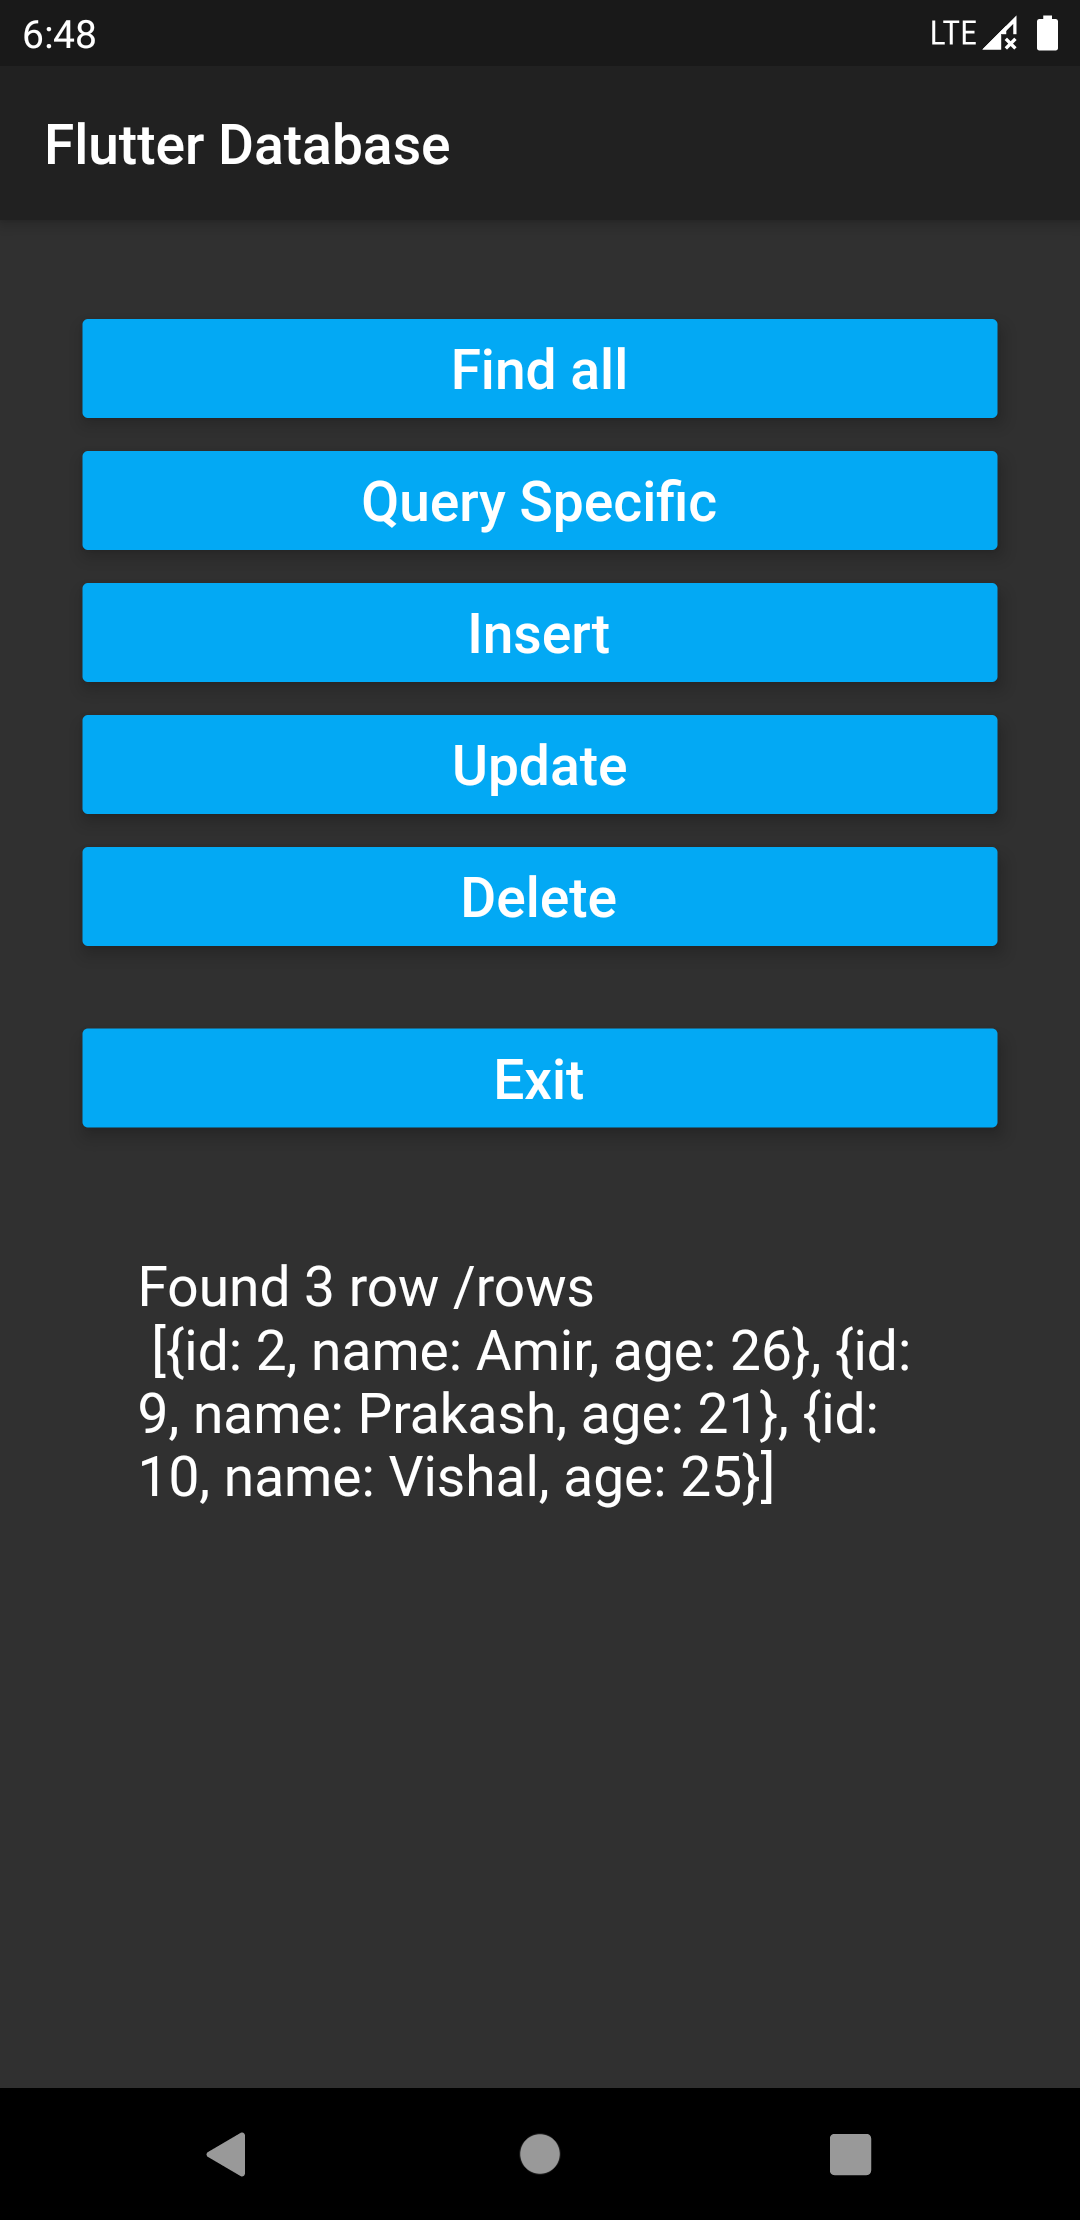 6:48
LTE
Flutter Database
Find all
Query Specific
Insert
Update
Delete
Exit
Found 3 row /rows
[{id: 2, name: Amir, age: 26}, {id:
9, name: Prakash, age: 21}, {id:
10, name: Vishal, age: 25}]